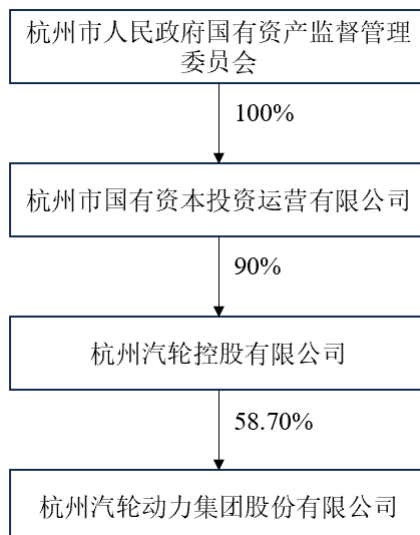 杭州市人民政府国有资产监督管理
委员会
100%
杭州市国有资本投资运营有限公司
90%
杭州汽轮控股有限公司
58.70%
杭州汽轮动力集团股份有限公司